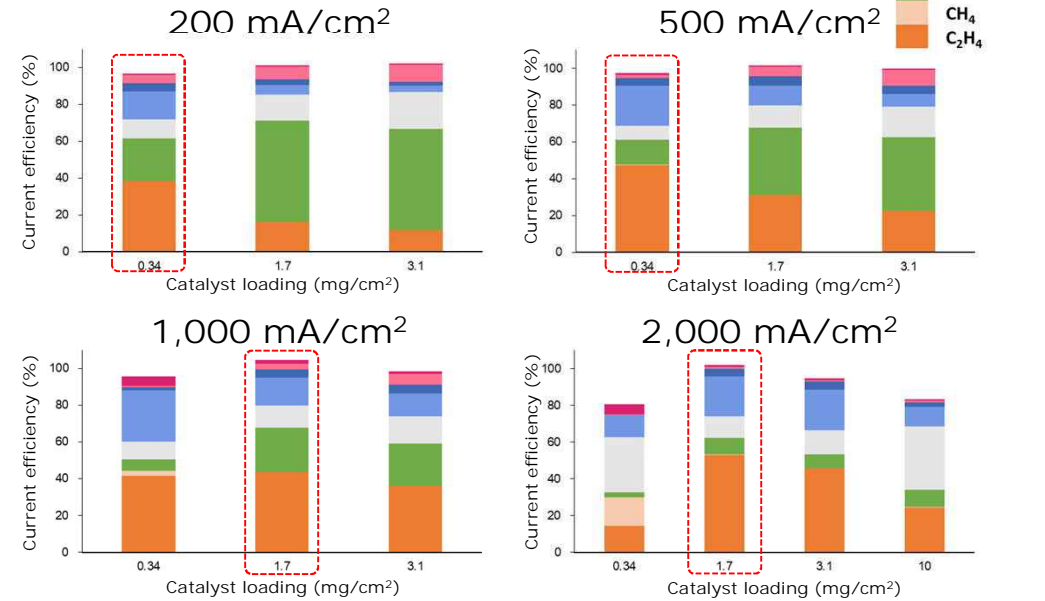 200 mA/cm²
500 mA/cm²
CH₄
C₂H₄
Current efficiency (%)
100
80
60
40
20
0
0.34
1.7
3.1
Catalyst loading (mg/cm²)
Current efficiency (%)
100
80
60
40
20
0
0.34
1.7
3.1
Catalyst loading (mg/cm²)
1,000 mA/cm²
2,000 mA/cm²
Current efficiency (%)
100
80
60
40
20
0
0.34
1.7
3.1
Catalyst loading (mg/cm²)
Current efficiency (%)
100
80
60
40
20
0
0.34
1.7
3.1
10
Catalyst loading (mg/cm²)